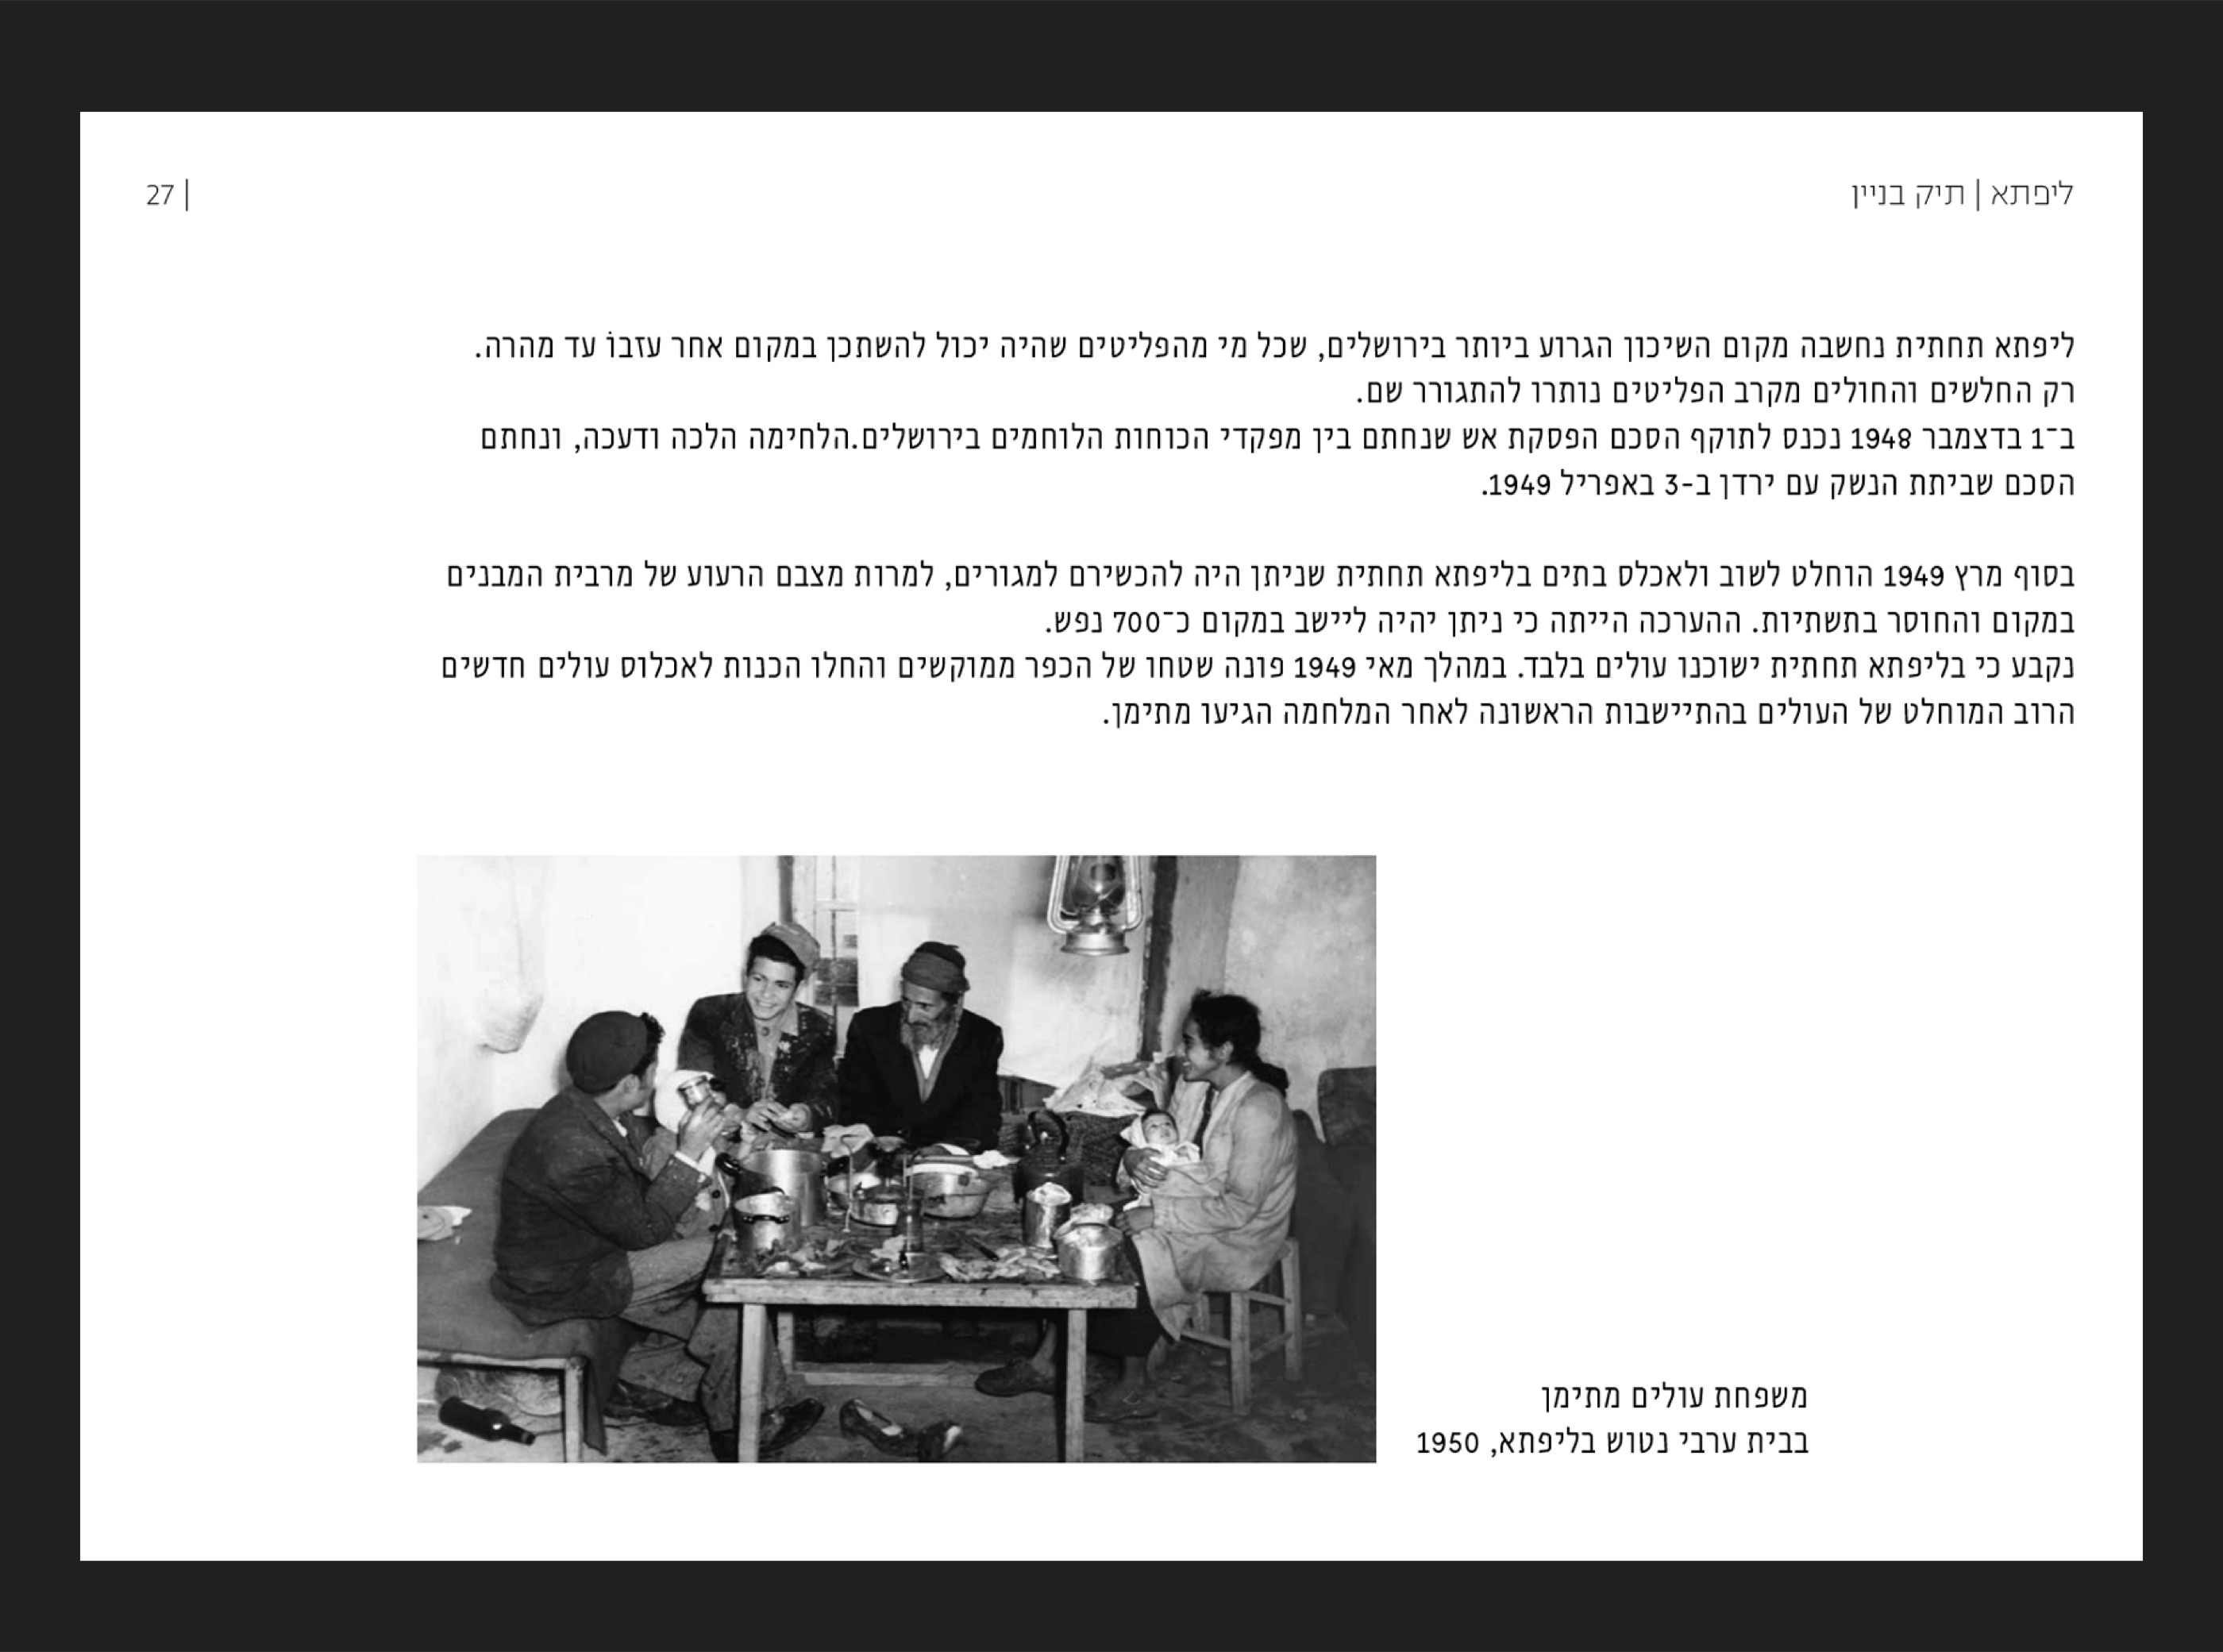 ליפתא | תיק בניין
| 27
ליפתא תחתית נחשבה מקום השיכון הגרוע ביותר בירושלים, שכל מי מהפליטים שהיה יכול להשתכן במקום אחר עזבוֹ עד מהרה.
רק החלשים והחולים מקרב הפליטים נותרו להתגורר שם.
ב־1 בדצמבר 1948 נכנס לתוקף הסכם הפסקת אש שנחתם בין מפקדי הכוחות הלוחמים בירושלים.הלחימה הלכה ודעכה, ונחתם
הסכם שביתת הנשק עם ירדן ב-3 באפריל 1949.
בסוף מרץ 1949 הוחלט לשוב ולאכלס בתים בליפתא תחתית שניתן היה להכשירם למגורים, למרות מצבם הרעוע של מרבית המבנים
במקום והחוסר בתשתיות. ההערכה הייתה כי ניתן יהיה ליישב במקום כ־700 נפש.
נקבע כי בליפתא תחתית ישוכנו עולים בלבד. במהלך מאי 1949 פונה שטחו של הכפר ממוקשים והחלו הכנות לאכלוס עולים חדשים
הרוב המוחלט של העולים בהתיישבות הראשונה לאחר המלחמה הגיעו מתימן.
משפחת עולים מתימן
בבית ערבי נטוש בליפתא, 1950